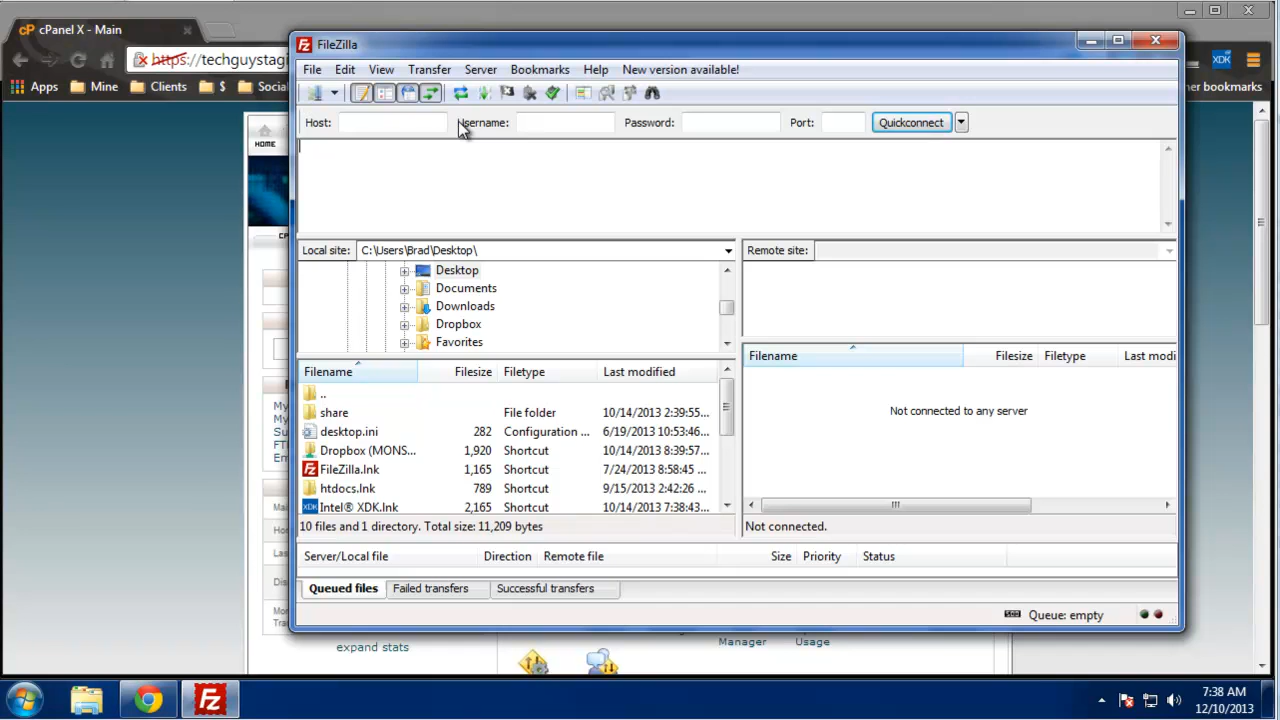 cP cPanel X - Main
https://techguystagi
XDK
Apps Mine Clients $ Social
her bookmarks
HOME
FileZilla
File Edit View Transfer Server Bookmarks Help New version available!
Host: Username: Password: Port: Quickconnect
Local site: C:\Users\Brad\Desktop\
Remote site:
Desktop
Documents
Downloads
Dropbox
Favorites
Filename Filesize Filetype Last modified
..
share File folder 10/14/2013 2:39:55...
desktop.ini 282 Configuration ... 6/19/2013 10:53:46...
Dropbox (MONS... 1,920 Shortcut 10/14/2013 8:39:57...
FileZilla.lnk 1,165 Shortcut 7/24/2013 8:58:45 ...
htdocs.lnk 789 Shortcut 9/15/2013 2:42:26 ...
XDK Intel® XDK.lnk 2,165 Shortcut 10/14/2013 7:38:43...
10 files and 1 directory. Total size: 11,209 bytes
Filename Filesize Filetype Last modi
Not connected to any server
Not connected.
Server/Local file Direction Remote file Size Priority Status
Queued files Failed transfers Successful transfers
Queue: empty
expand stats
Manager Usage
7:38 AM
12/10/2013